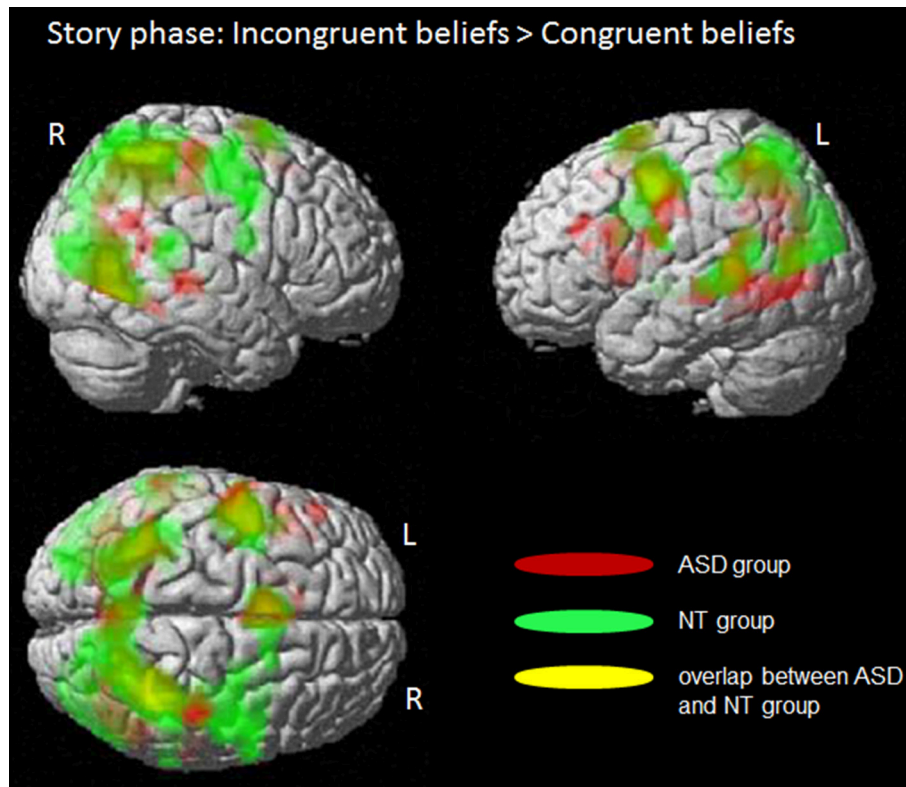 Story phase: Incongruent beliefs > Congruent beliefs
R
L
L
R
ASD group
NT group
overlap between ASD
and NT group